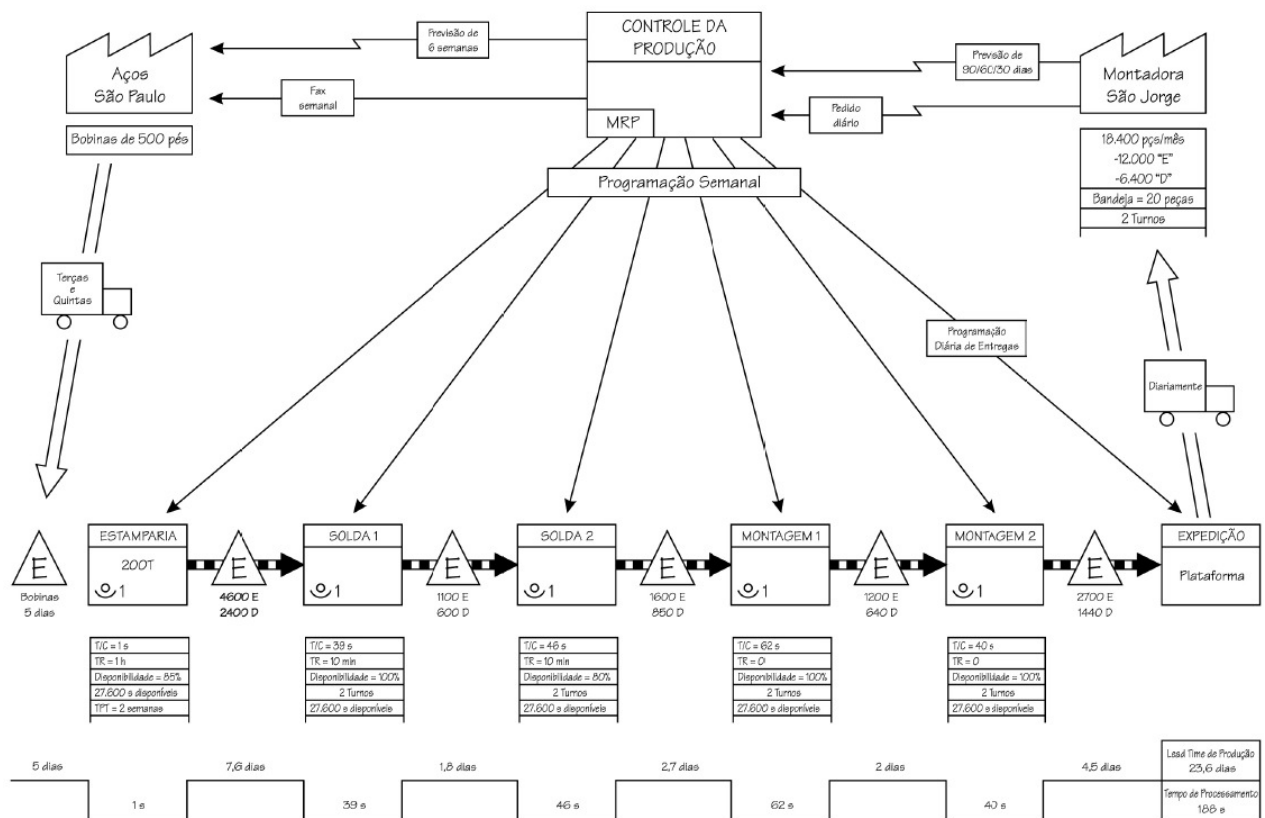 CONTROLE DA
PRODUÇÃO
MRP
Previsão de
6 semanas
Fax
semanal
Aços
São Paulo
Bobinas de 500 pés
Previsão de
90/60/30 dias
Pedido
diário
Montadora
São Jorge
18.400 pçs/mês
-12.000 "E"
-6.400 "D"
Bandeja = 20 peças
2 Turnos
Programação Semanal
Terças
e
Quintas
Programação
Diária de Entregas
Diariamente
E
Bobinas
5 dias
ESTAMPARIA
200T
1
E
4600 E
2400 D
SOLDA 1
1
E
1100 E
600 D
SOLDA 2
1
E
1600 E
850 D
MONTAGEM 1
1
E
1200 E
640 D
MONTAGEM 2
1
E
2700 E
1440 D
EXPEDIÇÃO
Plataforma
T/C = 1 s
TR = 1 h
Disponibilidade = 85%
27.600 s disponíveis
TPT = 2 semanas
T/C = 39 s
TR = 10 min
Disponibilidade = 100%
2 Turnos
27.600 s disponíveis
T/C = 46 s
TR = 10 min
Disponibilidade = 80%
2 Turnos
27.600 s disponíveis
T/C = 62 s
TR = 0
Disponibilidade = 100%
2 Turnos
27.600 s disponíveis
T/C = 40 s
TR = 0
Disponibilidade = 100%
2 Turnos
27.600 s disponíveis
5 dias
7,6 dias
1,8 dias
2,7 dias
2 dias
4,5 dias
Lead Time de Produção
23,6 dias
1 s
39 s
46 s
62 s
40 s
Tempo de Processamento
188 s